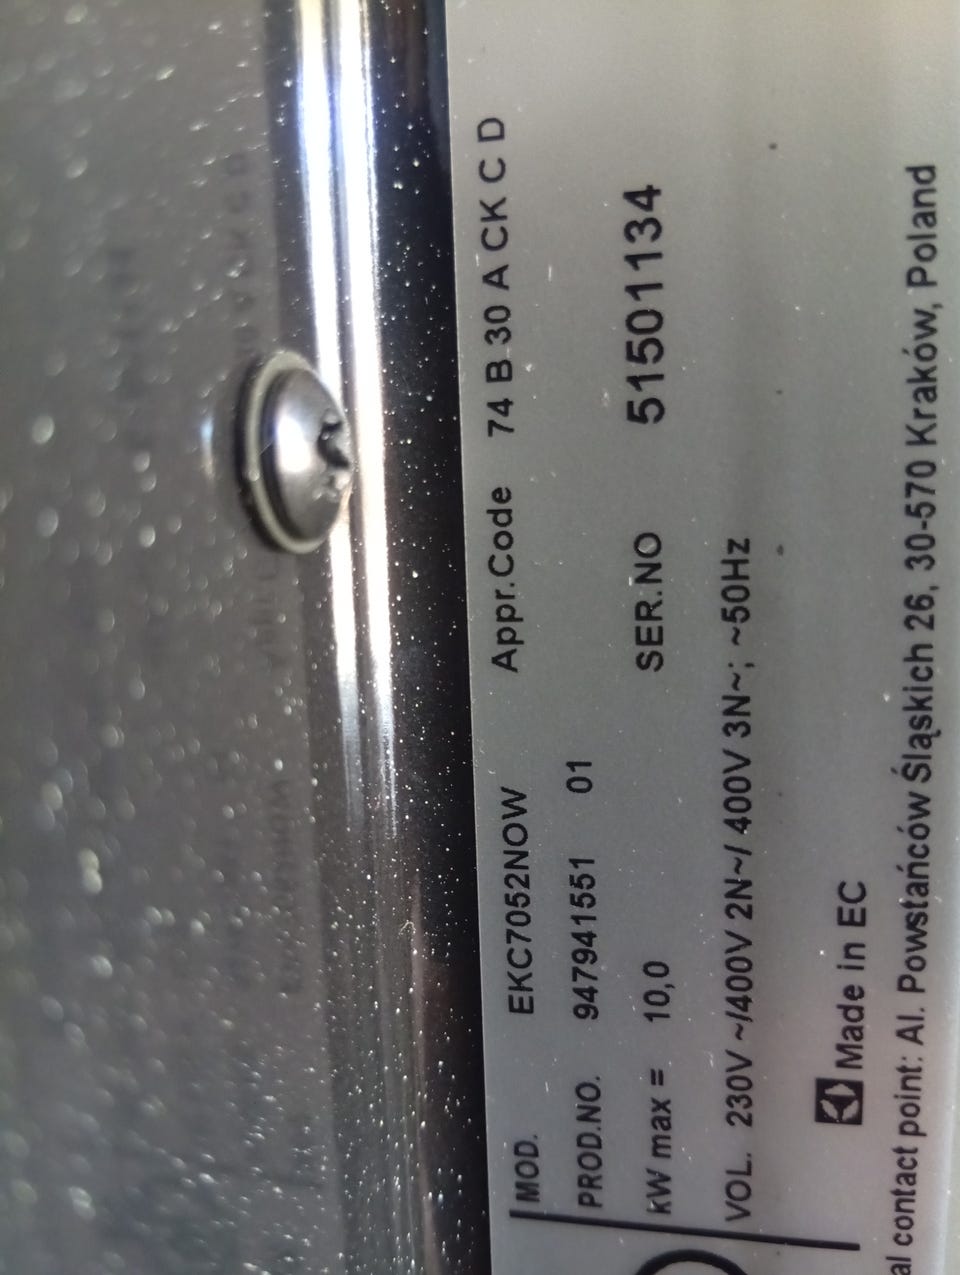 MOD. EKC7052NOW Appr.Code 74 B 30 A CK C D
PROD.NO. 947941551 01
kW max = 10,0 SER.NO 51501134
VOL. 230V ~/400V 2N~/ 400V 3N~; ~50Hz
Made in EC
al contact point: Al. Powstańców Śląskich 26, 30-570 Kraków, Poland